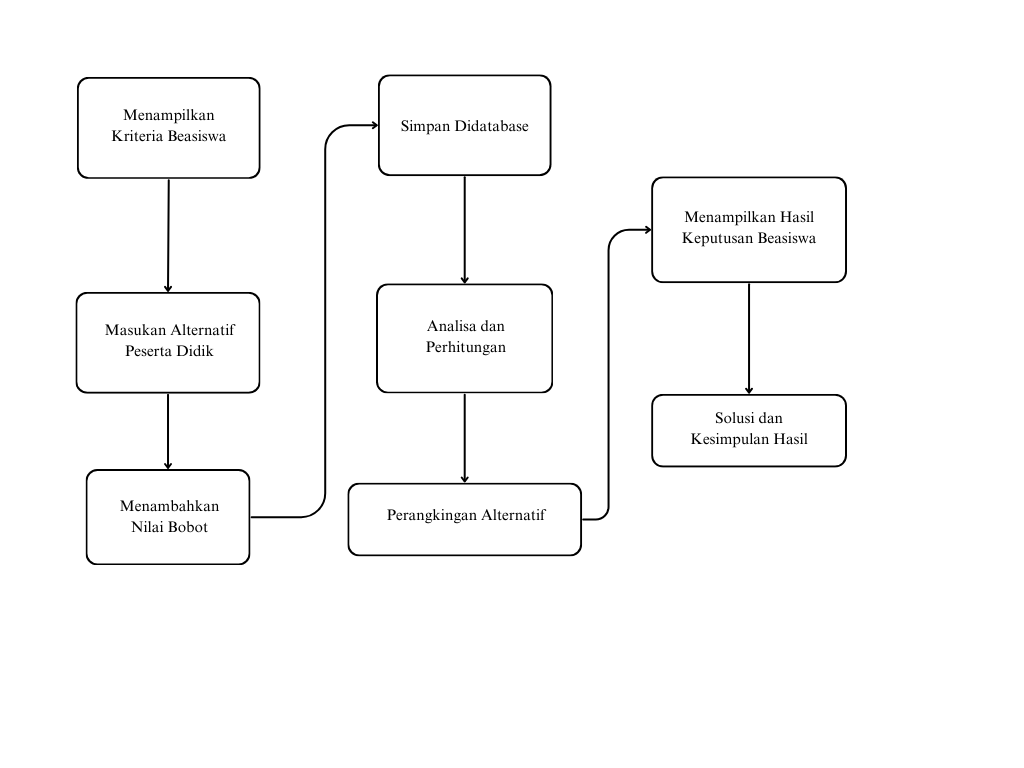 Menampilkan
Kriteria Beasiswa
Masukan Alternatif
Peserta Didik
Menambahkan
Nilai Bobot
Simpan Didatabase
Analisa dan
Perhitungan
Perangkingan Alternatif
Menampilkan Hasil
Keputusan Beasiswa
Solusi dan
Kesimpulan Hasil